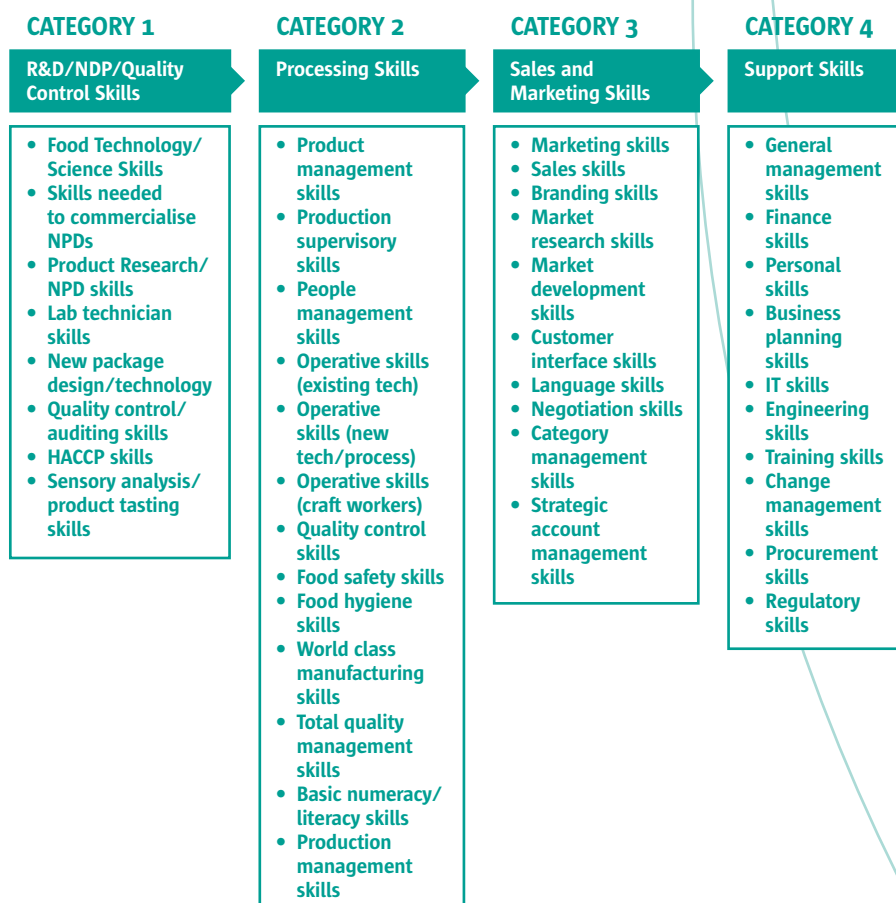 CATEGORY 1
R&D/NDP/Quality
Control Skills
• Food Technology/
Science Skills
• Skills needed
to commercialise
NPDs
• Product Research/
NPD skills
• Lab technician
skills
• New package
design/technology
• Quality control/
auditing skills
• HACCP skills
• Sensory analysis/
product tasting
skills
CATEGORY 2
Processing Skills
• Product
management
skills
• Production
supervisory
skills
• People
management
skills
• Operative skills
(existing tech)
• Operative
skills (new
tech/process)
• Operative skills
(craft workers)
• Quality control
skills
• Food safety skills
• Food hygiene
skills
• World class
manufacturing
skills
• Total quality
management
skills
• Basic numeracy/
literacy skills
• Production
management
skills
CATEGORY 3
Sales and
Marketing Skills
• Marketing skills
• Sales skills
• Branding skills
• Market
research skills
• Market
development
skills
• Customer
interface skills
• Language skills
• Negotiation skills
• Category
management
skills
• Strategic
account
management
skills
CATEGORY 4
Support Skills
• General
management
skills
• Finance
skills
• Personal
skills
• Business
planning
skills
• IT skills
• Engineering
skills
• Training skills
• Change
management
skills
• Procurement
skills
• Regulatory
skills